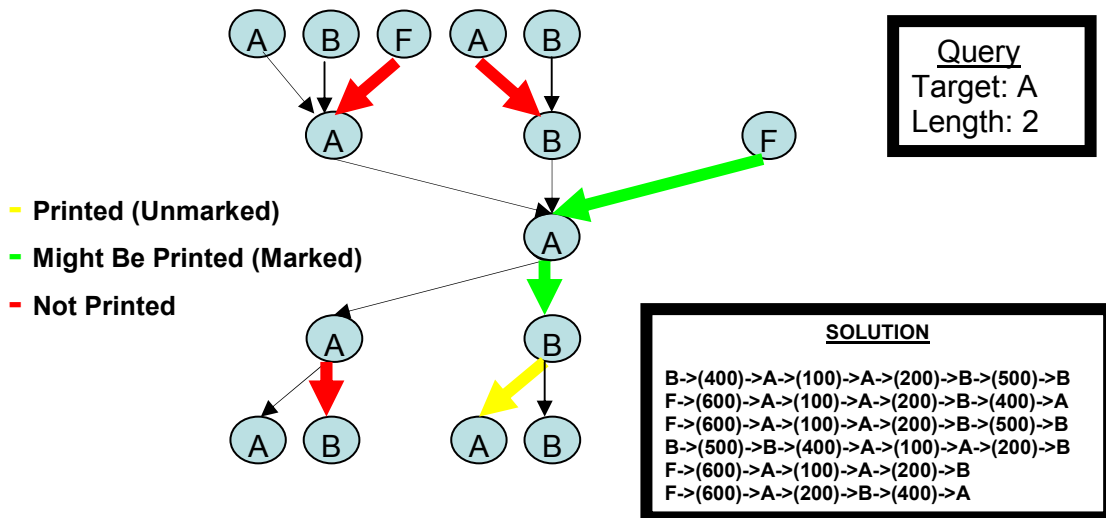 A B F A B
Query
Target: A
Length: 2
A B F
- Printed (Unmarked)
A
- Might Be Printed (Marked)
- Not Printed
A B
SOLUTION
B->(400)->A->(100)->A->(200)->B->(500)->B
F->(600)->A->(100)->A->(200)->B->(400)->A
F->(600)->A->(100)->A->(200)->B->(500)->B
B->(500)->B->(400)->A->(100)->A->(200)->B
F->(600)->A->(100)->A->(200)->B
F->(600)->A->(200)->B->(400)->A
A B A B